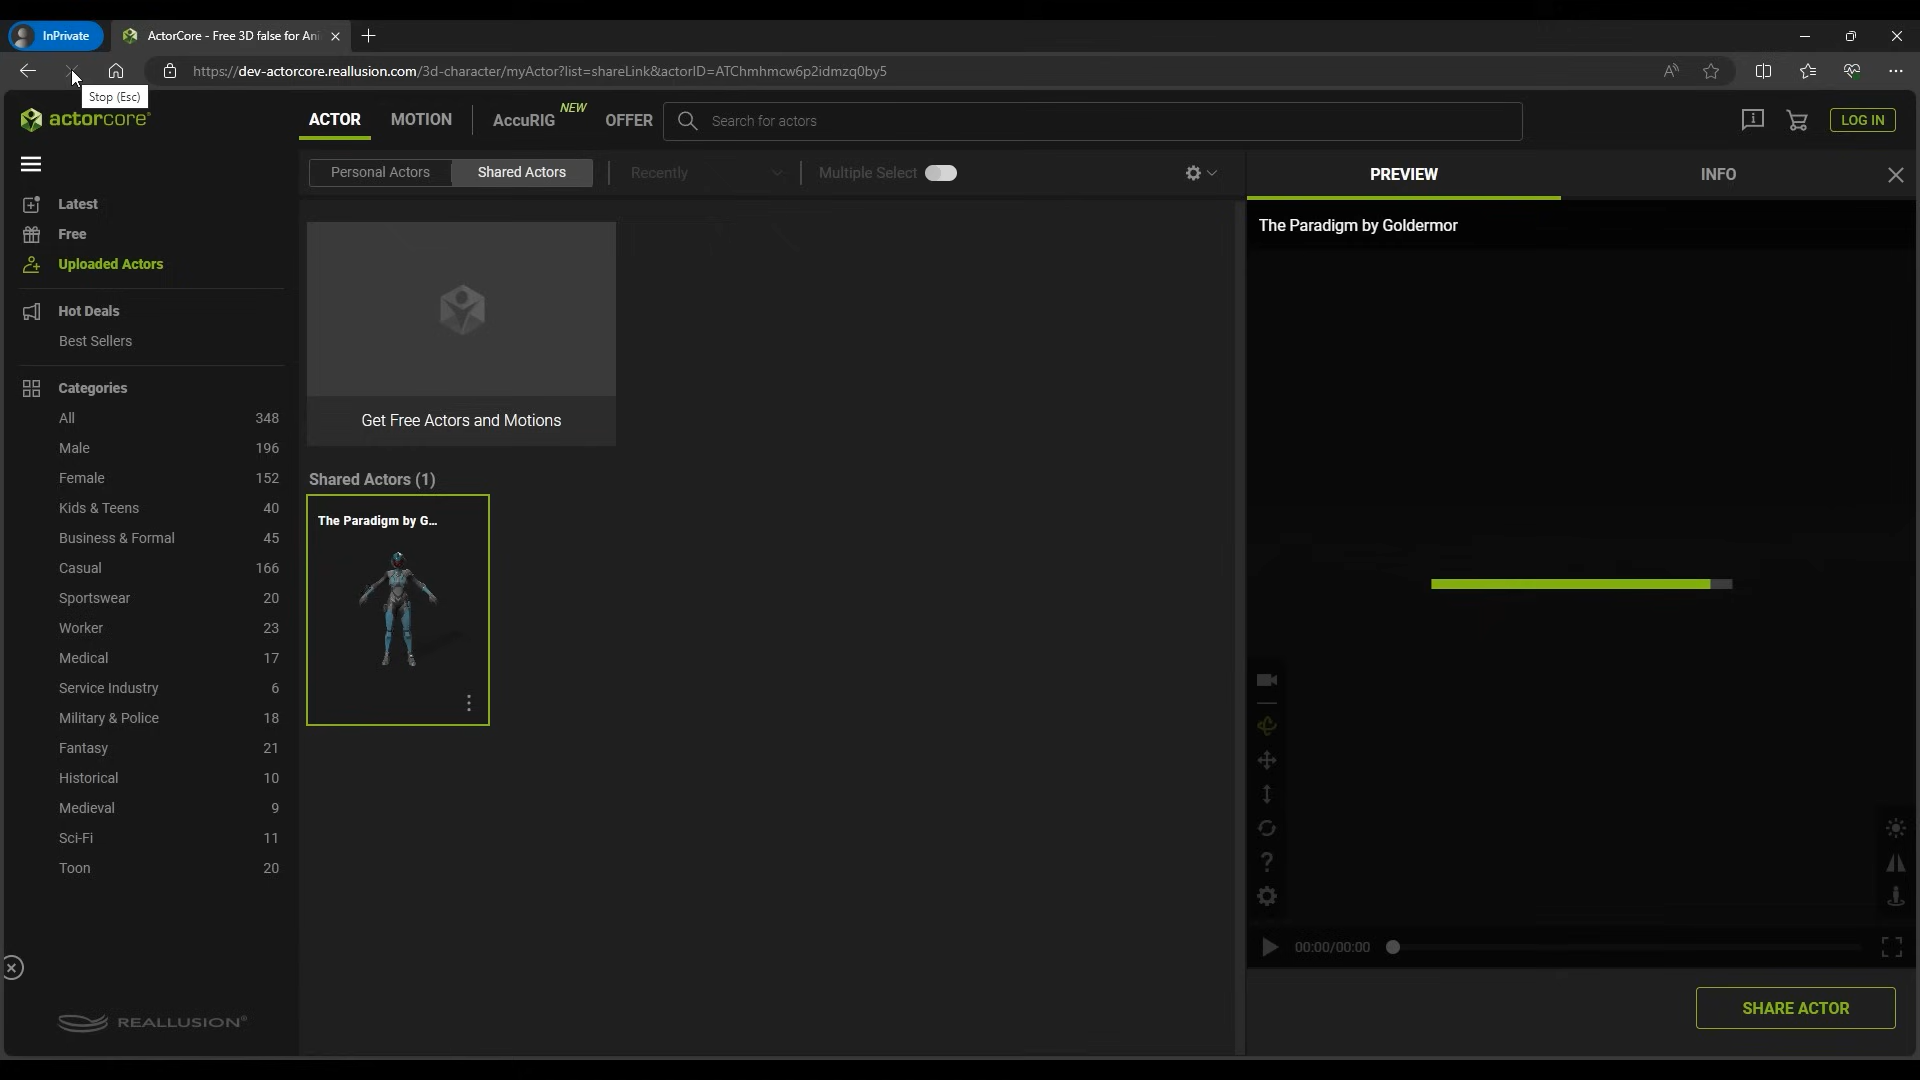 InPrivate
ActorCore - Free 3D false for Ani
https://dev-actorcore.reallusion.com/3d-character/myActor?list=shareLink&actorID=ATChmhmcw6p2idmzq0by5
Stop (Esc)
actorcore
ACTOR
MOTION
AccuRIG
NEW
OFFER
Search for actors
LOG IN
Personal Actors
Shared Actors
Recently
Multiple Select
PREVIEW
INFO
Latest
Free
Uploaded Actors
Hot Deals
Best Sellers
Categories
All 348
Male 196
Female 152
Kids & Teens 40
Business & Formal 45
Casual 166
Sportswear 20
Worker 23
Medical 17
Service Industry 6
Military & Police 18
Fantasy 21
Historical 10
Medieval 9
Sci-Fi 11
Toon 20
REALLUSION®
Get Free Actors and Motions
Shared Actors (1)
The Paradigm by G...
The Paradigm by Goldermor
00:00/00:00
SHARE ACTOR